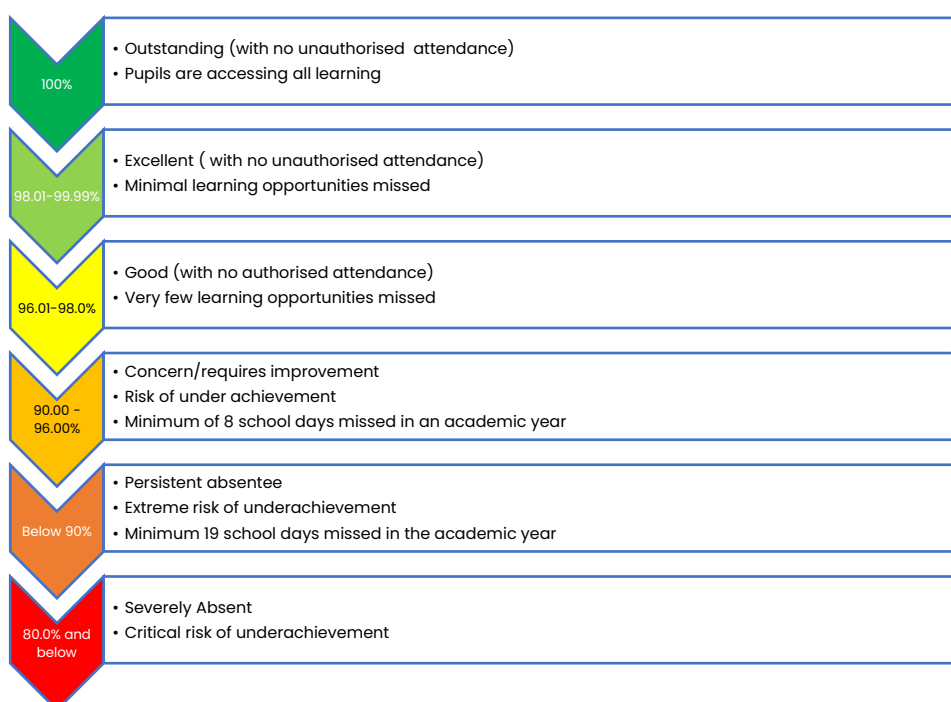 100%
• Outstanding (with no unauthorised  attendance)
• Pupils are accessing all learning
98.01-99.99%
• Excellent ( with no unauthorised attendance)
• Minimal learning opportunities missed
96.01-98.0%
• Good (with no authorised attendance)
• Very few learning opportunities missed
90.00 -
96.00%
• Concern/requires improvement
• Risk of under achievement
• Minimum of 8 school days missed in an academic year
Below 90%
• Persistent absentee
• Extreme risk of underachievement
• Minimum 19 school days missed in the academic year
80.0% and
below
• Severely Absent
• Critical risk of underachievement